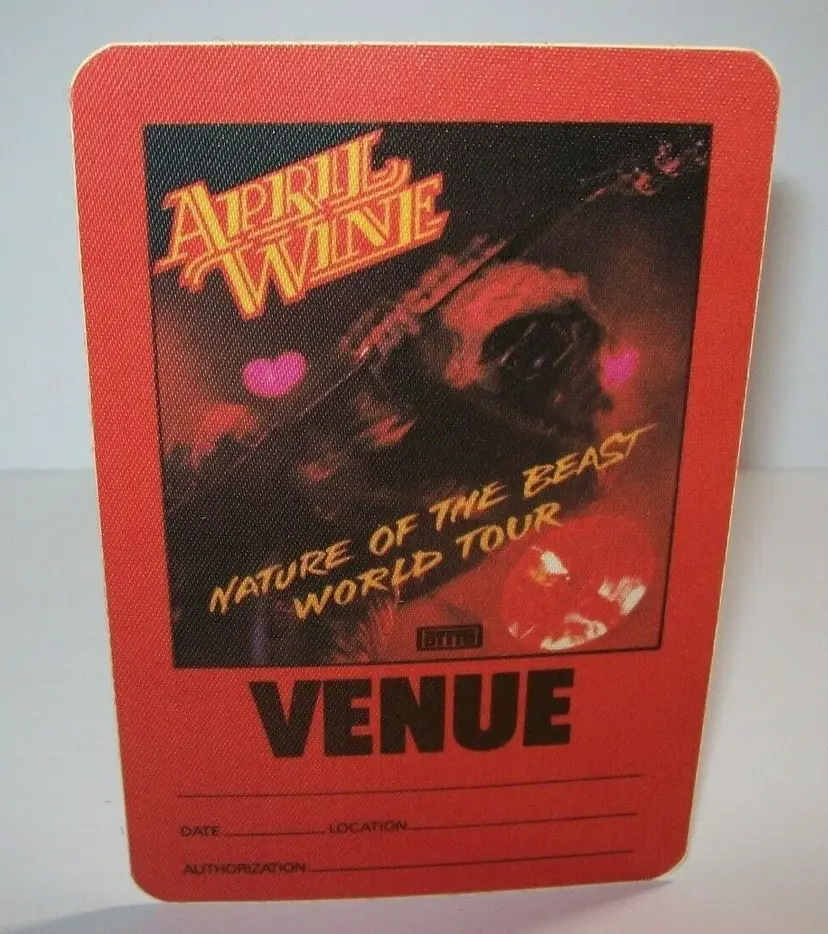 APRIL
WINE
NATURE OF THE BEAST
WORLD TOUR
VENUE
DATE LOCATION
AUTHORIZATION